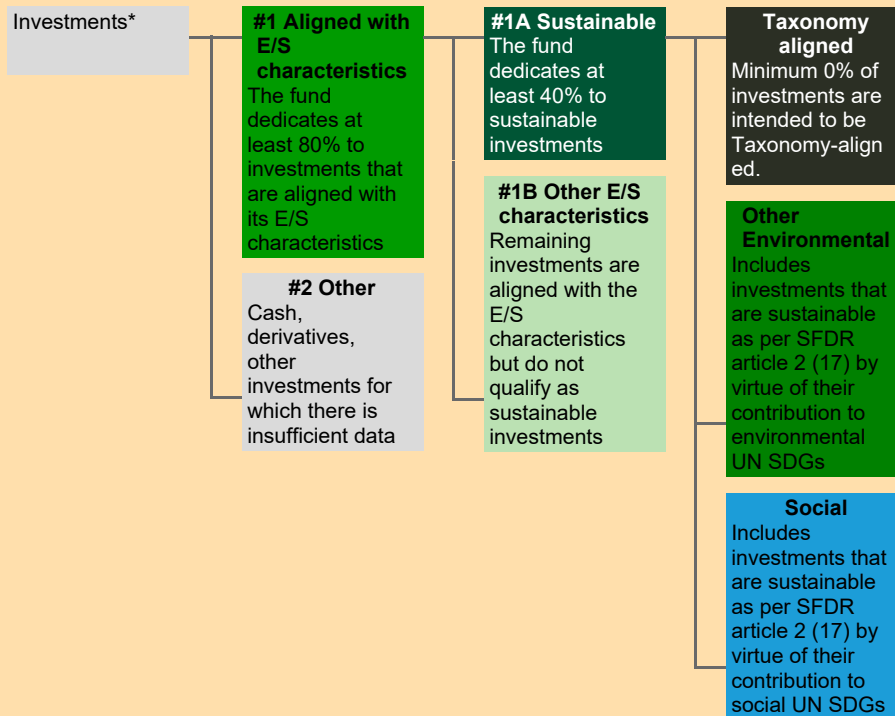 Investments*
#1 Aligned with
E/S
characteristics
The fund
dedicates at
least 80% to
investments that
are aligned with
its E/S
characteristics
#2 Other
Cash,
derivatives,
other
investments for
which there is
insufficient data
#1A Sustainable
The fund
dedicates at
least 40% to
sustainable
investments
#1B Other E/S
characteristics
Remaining
investments are
aligned with the
E/S
characteristics
but do not
qualify as
sustainable
investments
Taxonomy
aligned
Minimum 0% of
investments are
intended to be
Taxonomy-align
ed.
Other
Environmental
Includes
investments that
are sustainable
as per SFDR
article 2 (17) by
virtue of their
contribution to
environmental
UN SDGs
Social
Includes
investments that
are sustainable
as per SFDR
article 2 (17) by
virtue of their
contribution to
social UN SDGs